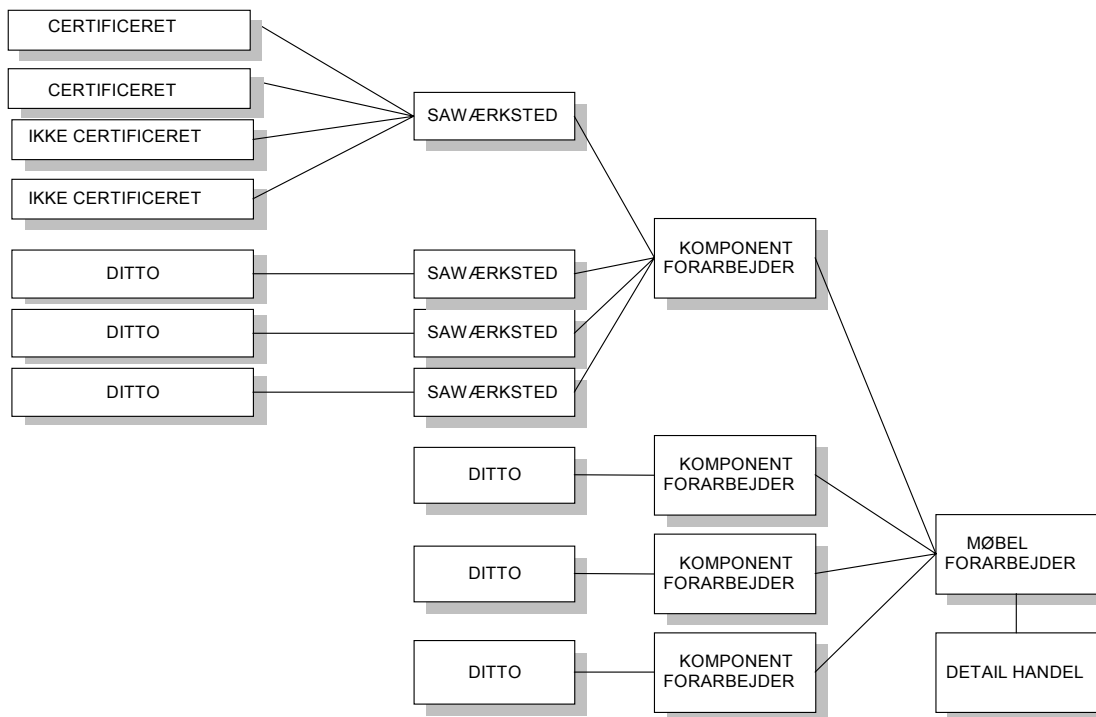 CERTIFICERET
CERTIFICERET
IKKE CERTIFICERET
IKKE CERTIFICERET
SAWÆRKSTED
DITTO
SAWÆRKSTED
DITTO
SAWÆRKSTED
DITTO
SAWÆRKSTED
KOMPONENT
FORARBEJDER
DITTO
KOMPONENT
FORARBEJDER
DITTO
KOMPONENT
FORARBEJDER
DITTO
KOMPONENT
FORARBEJDER
MØBEL
FORARBEJDER
DETAIL HANDEL